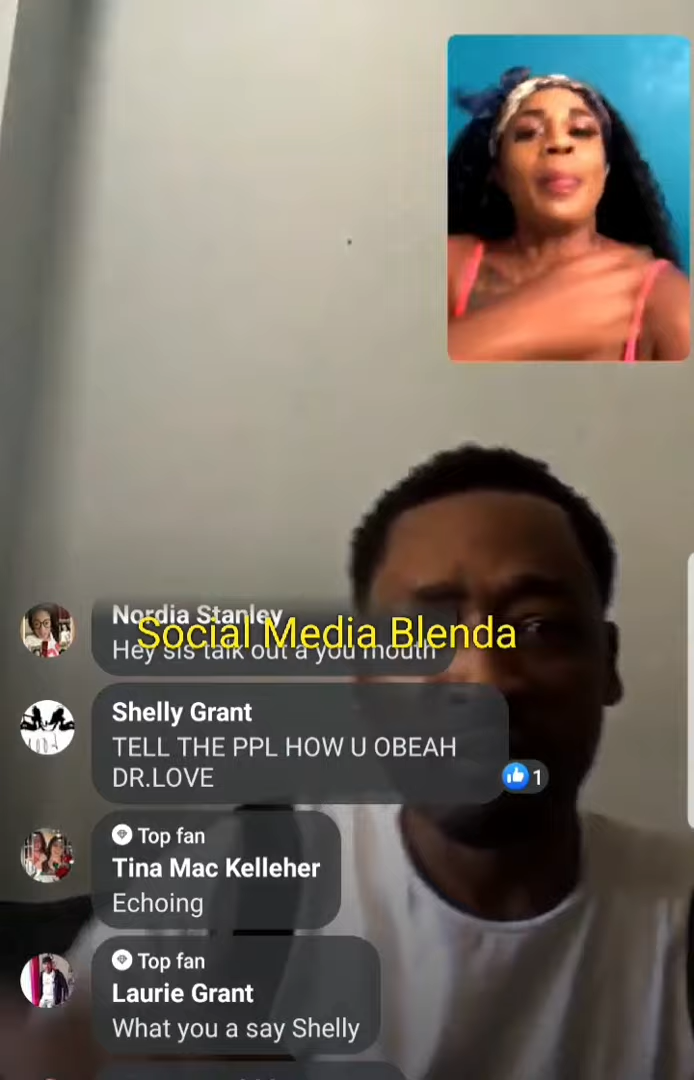 Nordia Stanley
Social Media Blenda
Hey sis talk out a you mouth
Shelly Grant
TELL THE PPL HOW U OBEAH
DR.LOVE
1
Top fan
Tina Mac Kelleher
Echoing
Top fan
Laurie Grant
What you a say Shelly